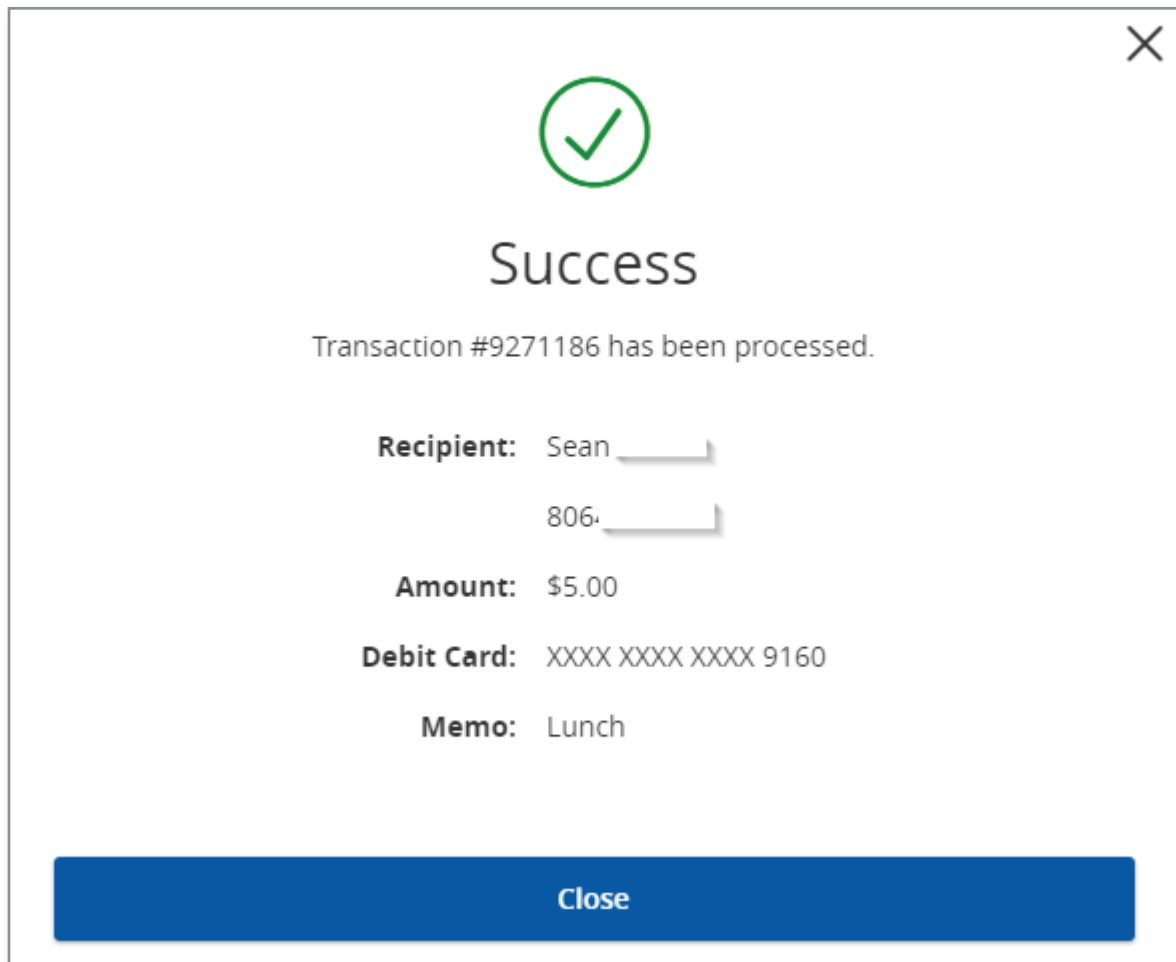 Success
Transaction #9271186 has been processed.
Recipient: Sean
806
Amount: $5.00
Debit Card: XXXX XXXX XXXX 9160
Memo: Lunch
Close